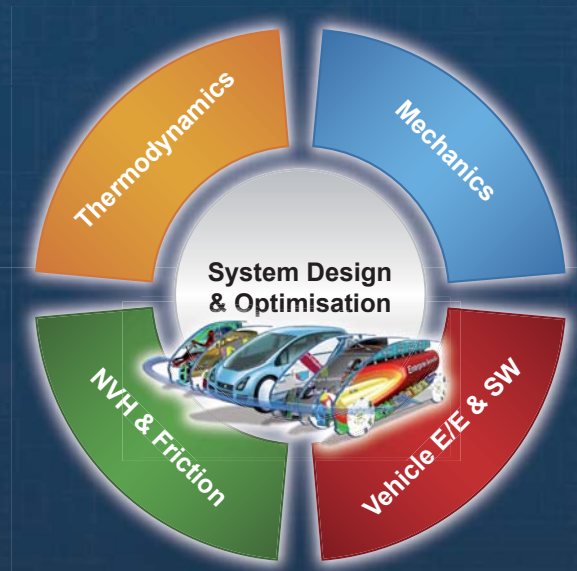 Thermodynamics
Mechanics
System Design
& Optimisation
NVH & Friction
Vehicle E/E & SW